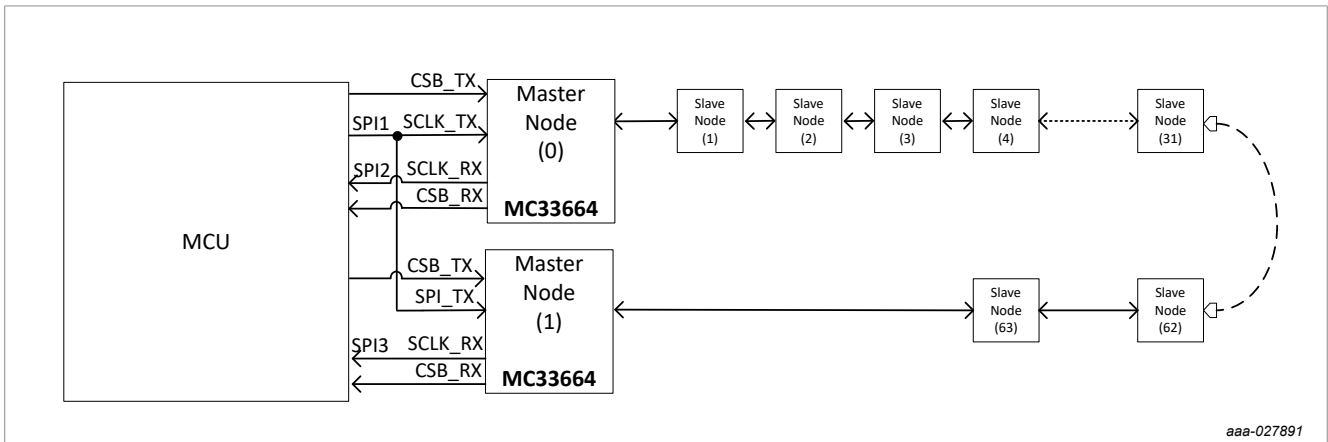 MCU
CSB_TX
SPI1
SCLK_TX
SPI2
SCLK_RX
CSB_RX
Master
Node
(0)
MC33664
Slave
Node
(1)
Slave
Node
(2)
Slave
Node
(3)
Slave
Node
(4)
Slave
Node
(31)
CSB_TX
SPI_TX
SPI3
SCLK_RX
CSB_RX
Master
Node
(1)
MC33664
Slave
Node
(63)
Slave
Node
(62)
aaa-027891